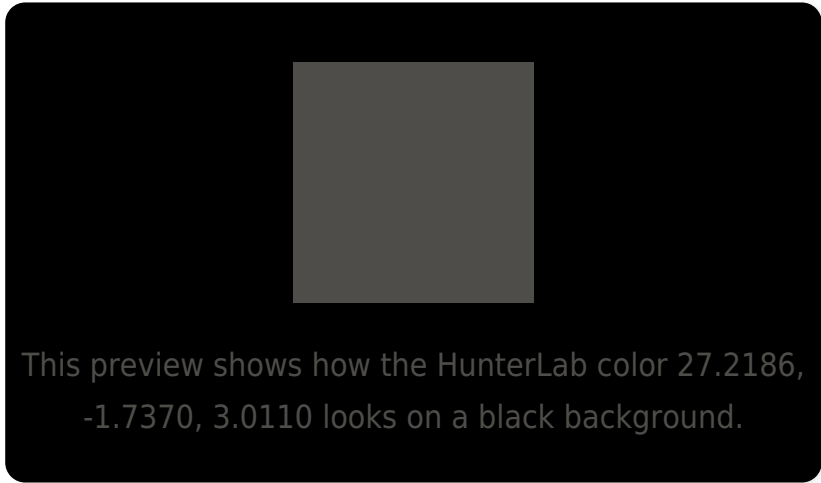 This preview shows how the HunterLab color 27.2186,
-1.7370, 3.0110 looks on a black background.